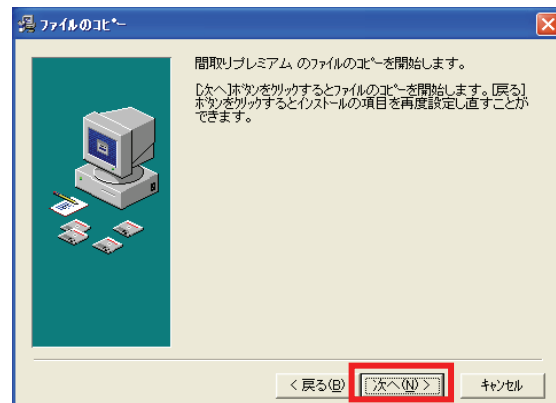 ファイルのコピー
間取りプレミアム のファイルのコピーを開始します。
[次へ]ボタンをクリックするとファイルのコピーを開始します。[戻る]
ボタンをクリックするとインストールの項目を再度設定し直すことが
できます。
< 戻る(B)
次へ(N) >
キャンセル